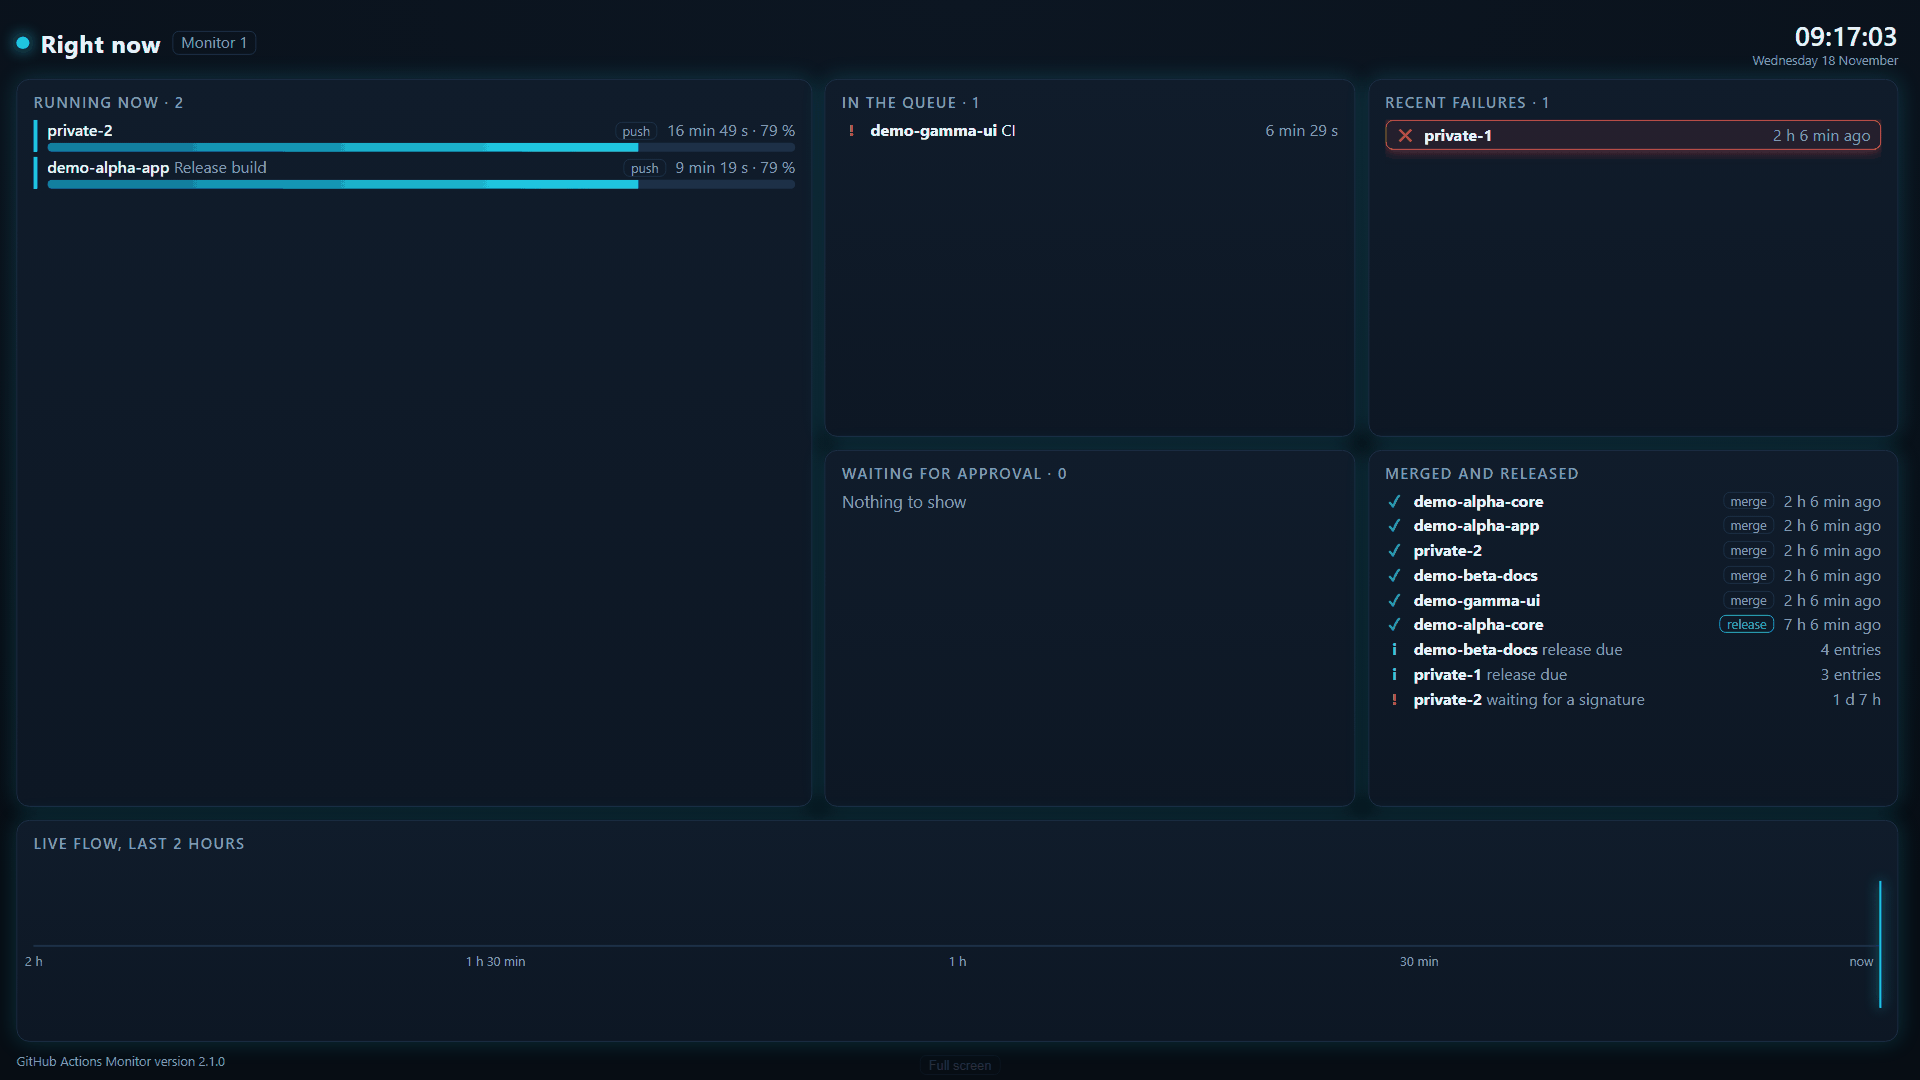 Right now
Monitor 1
09:17:03
Wednesday 18 November
RUNNING NOW · 2
private-2 push 16 min 49 s · 79 %
demo-alpha-app Release build push 9 min 19 s · 79 %
IN THE QUEUE · 1
! demo-gamma-ui CI 6 min 29 s
RECENT FAILURES · 1
private-1 2 h 6 min ago
WAITING FOR APPROVAL · 0
Nothing to show
MERGED AND RELEASED
demo-alpha-core merge 2 h 6 min ago
demo-alpha-app merge 2 h 6 min ago
private-2 merge 2 h 6 min ago
demo-beta-docs merge 2 h 6 min ago
demo-gamma-ui merge 2 h 6 min ago
demo-alpha-core release 7 h 6 min ago
i demo-beta-docs release due 4 entries
i private-1 release due 3 entries
! private-2 waiting for a signature 1 d 7 h
LIVE FLOW, LAST 2 HOURS
2 h 1 h 30 min 1 h 30 min now
GitHub Actions Monitor version 2.1.0
Full screen